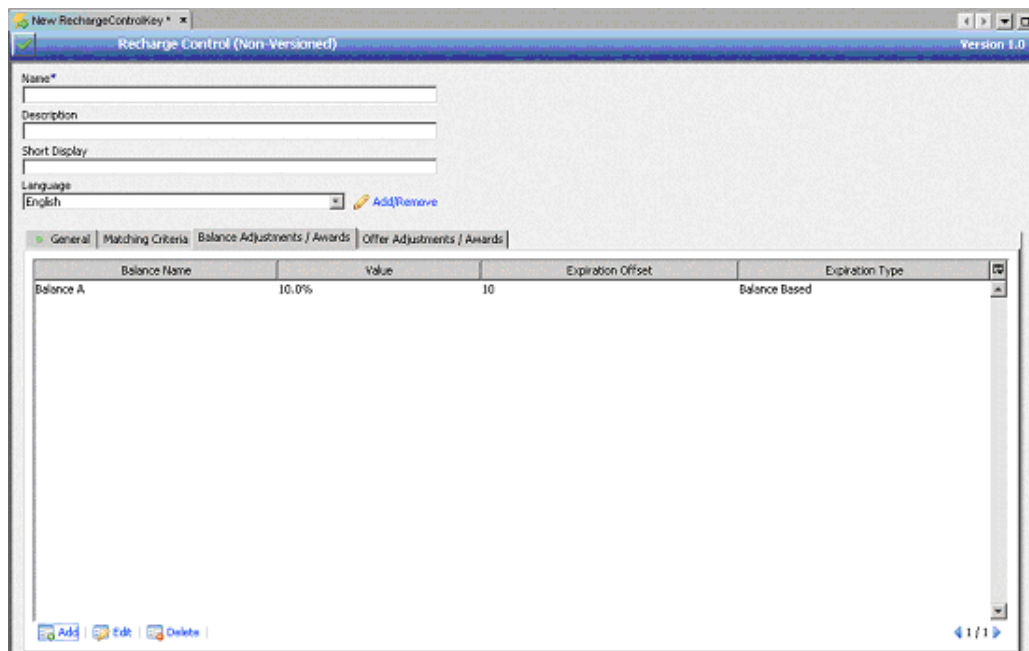 New RechargeControlKey *
Recharge Control (Non-Versioned) Version 1.0
Name*
Description
Short Display
Language
English Add/Remove
General Matching Criteria Balance Adjustments / Awards Offer Adjustments / Awards
Balance Name Value Expiration Offset Expiration Type
Balance A 10.0% 10 Balance Based
Add Edit Delete 1 / 1